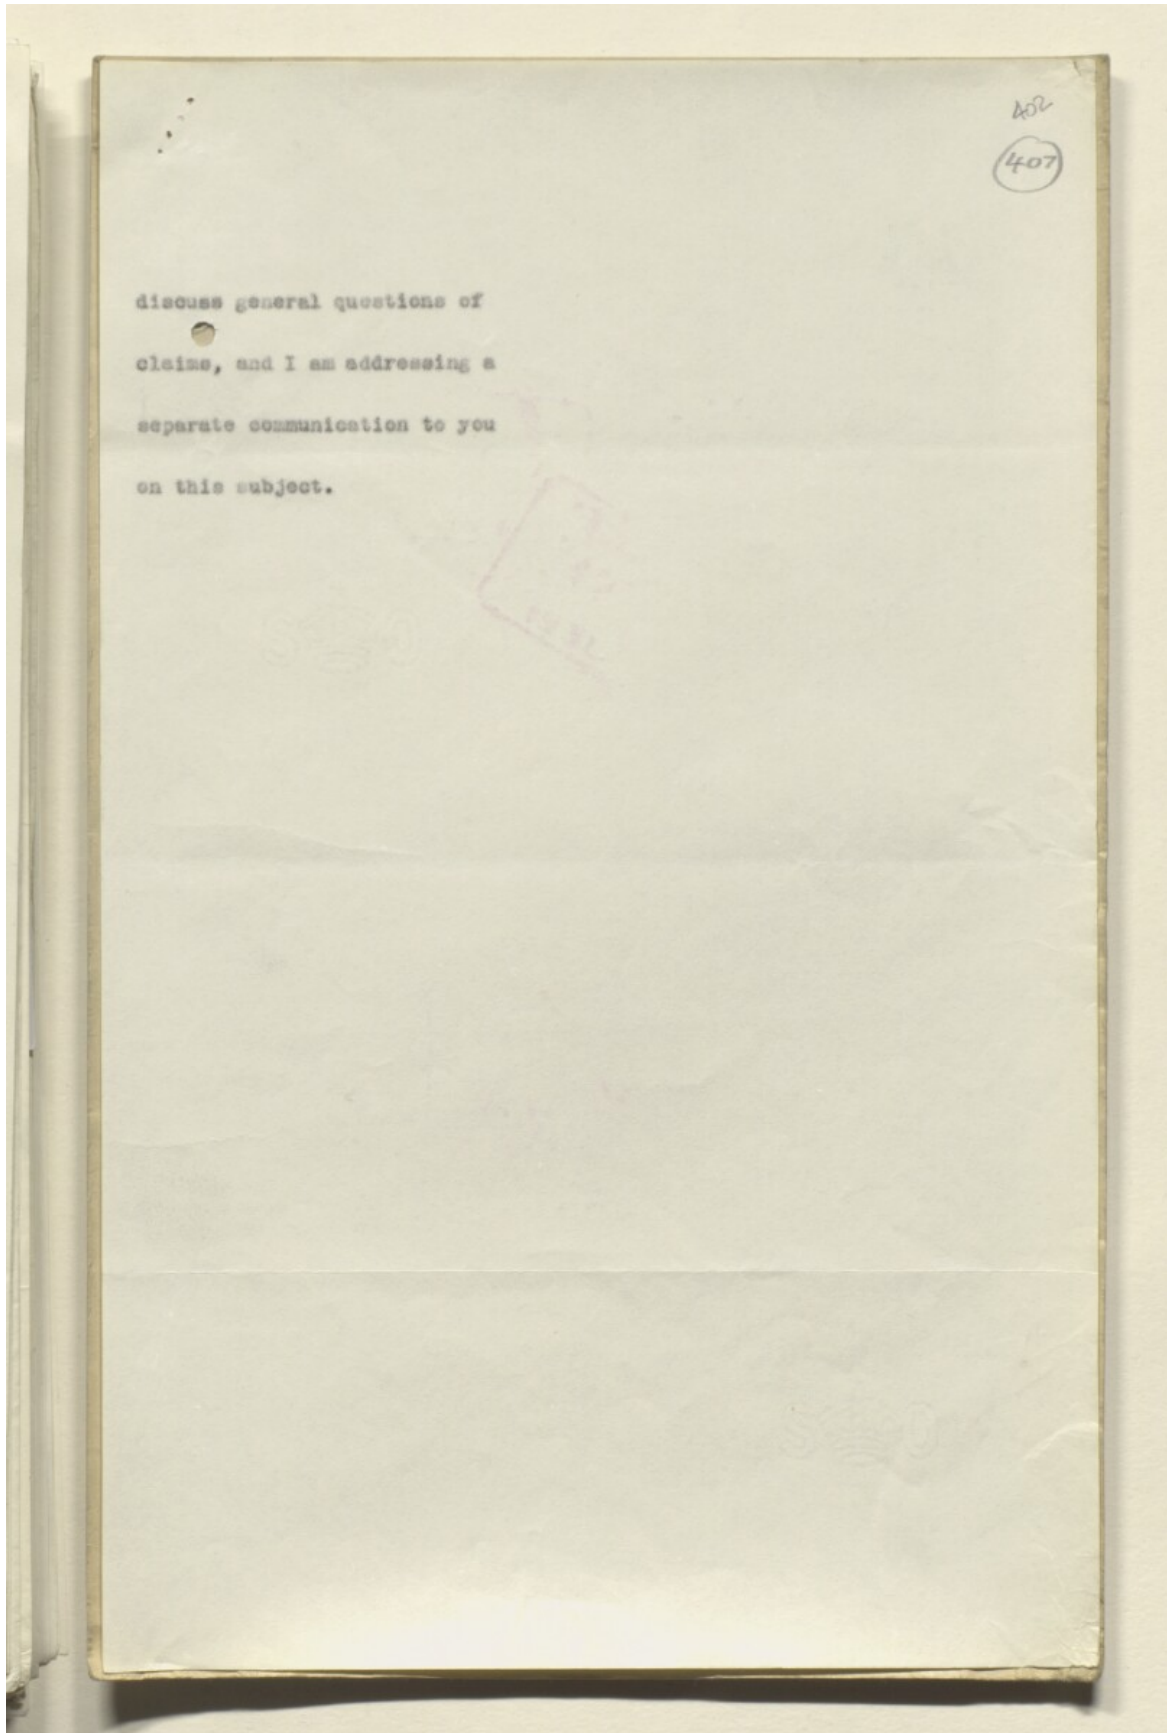 402
407
discuss general questions of
claims, and I am addressing a
separate communication to you
on this subject.